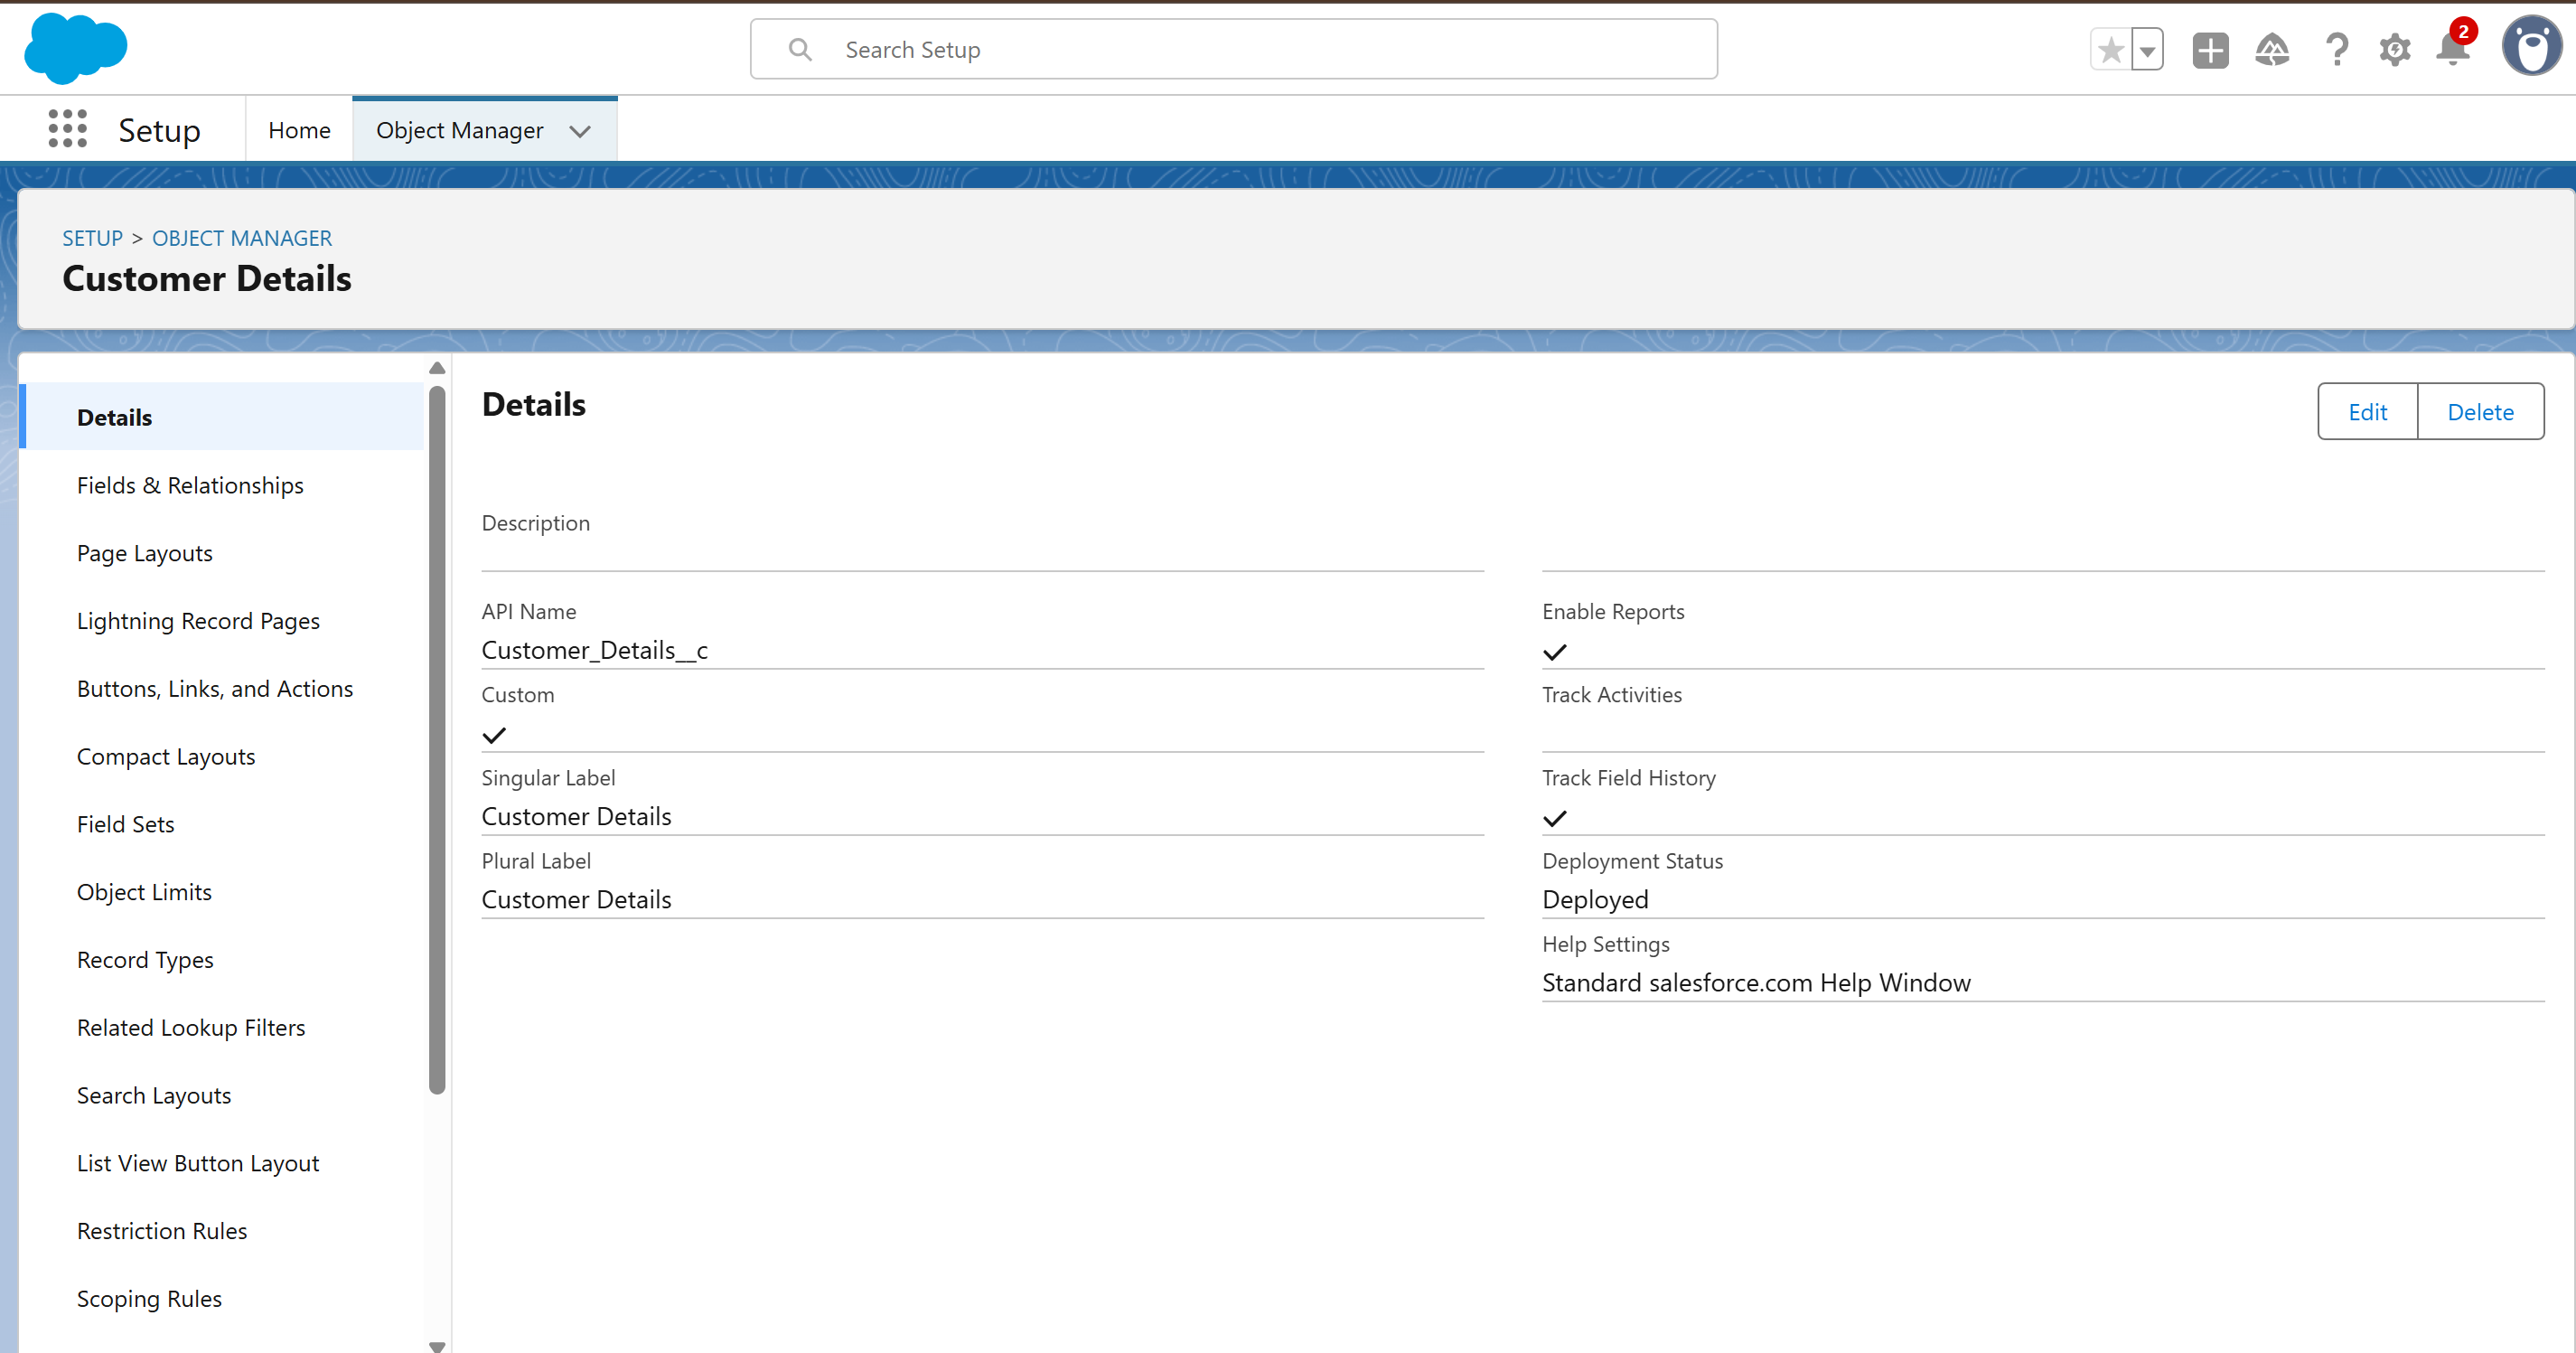 Search Setup
2
Setup
Home
Object Manager
SETUP > OBJECT MANAGER
Customer Details
Details
Fields & Relationships
Page Layouts
Lightning Record Pages
Buttons, Links, and Actions
Compact Layouts
Field Sets
Object Limits
Record Types
Related Lookup Filters
Search Layouts
List View Button Layout
Restriction Rules
Scoping Rules
Details
Edit
Delete
Description
API Name
Customer_Details__c
Custom
Singular Label
Customer Details
Plural Label
Customer Details
Enable Reports
Track Activities
Track Field History
Deployment Status
Deployed
Help Settings
Standard salesforce.com Help Window